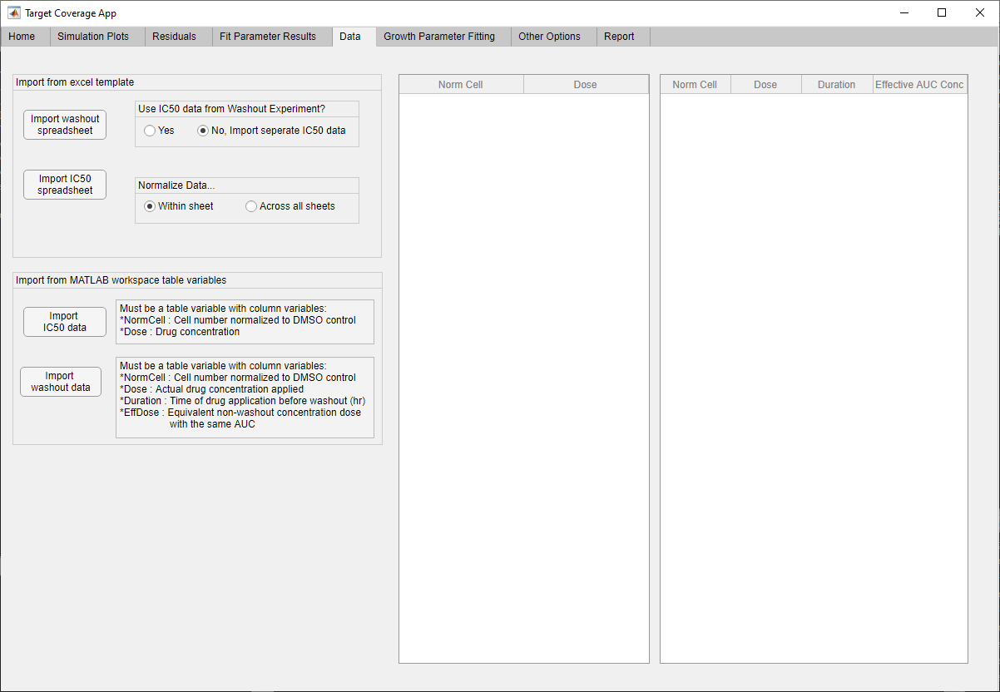 Target Coverage App
Home Simulation Plots Residuals Fit Parameter Results Data Growth Parameter Fitting Other Options Report
Import from excel template
Import washout
spreadsheet
Use IC50 data from Washout Experiment?
Yes No, Import seperate IC50 data
Import IC50
spreadsheet
Normalize Data...
Within sheet Across all sheets
Import from MATLAB workspace table variables
Import
IC50 data
Must be a table variable with column variables:
*NormCell : Cell number normalized to DMSO control
*Dose : Drug concentration
Import
washout data
Must be a table variable with column variables:
*NormCell : Cell number normalized to DMSO control
*Dose : Actual drug concentration applied
*Duration : Time of drug application before washout (hr)
*EffDose : Equivalent non-washout concentration dose
with the same AUC
Norm Cell Dose
Norm Cell Dose Duration Effective AUC Conc